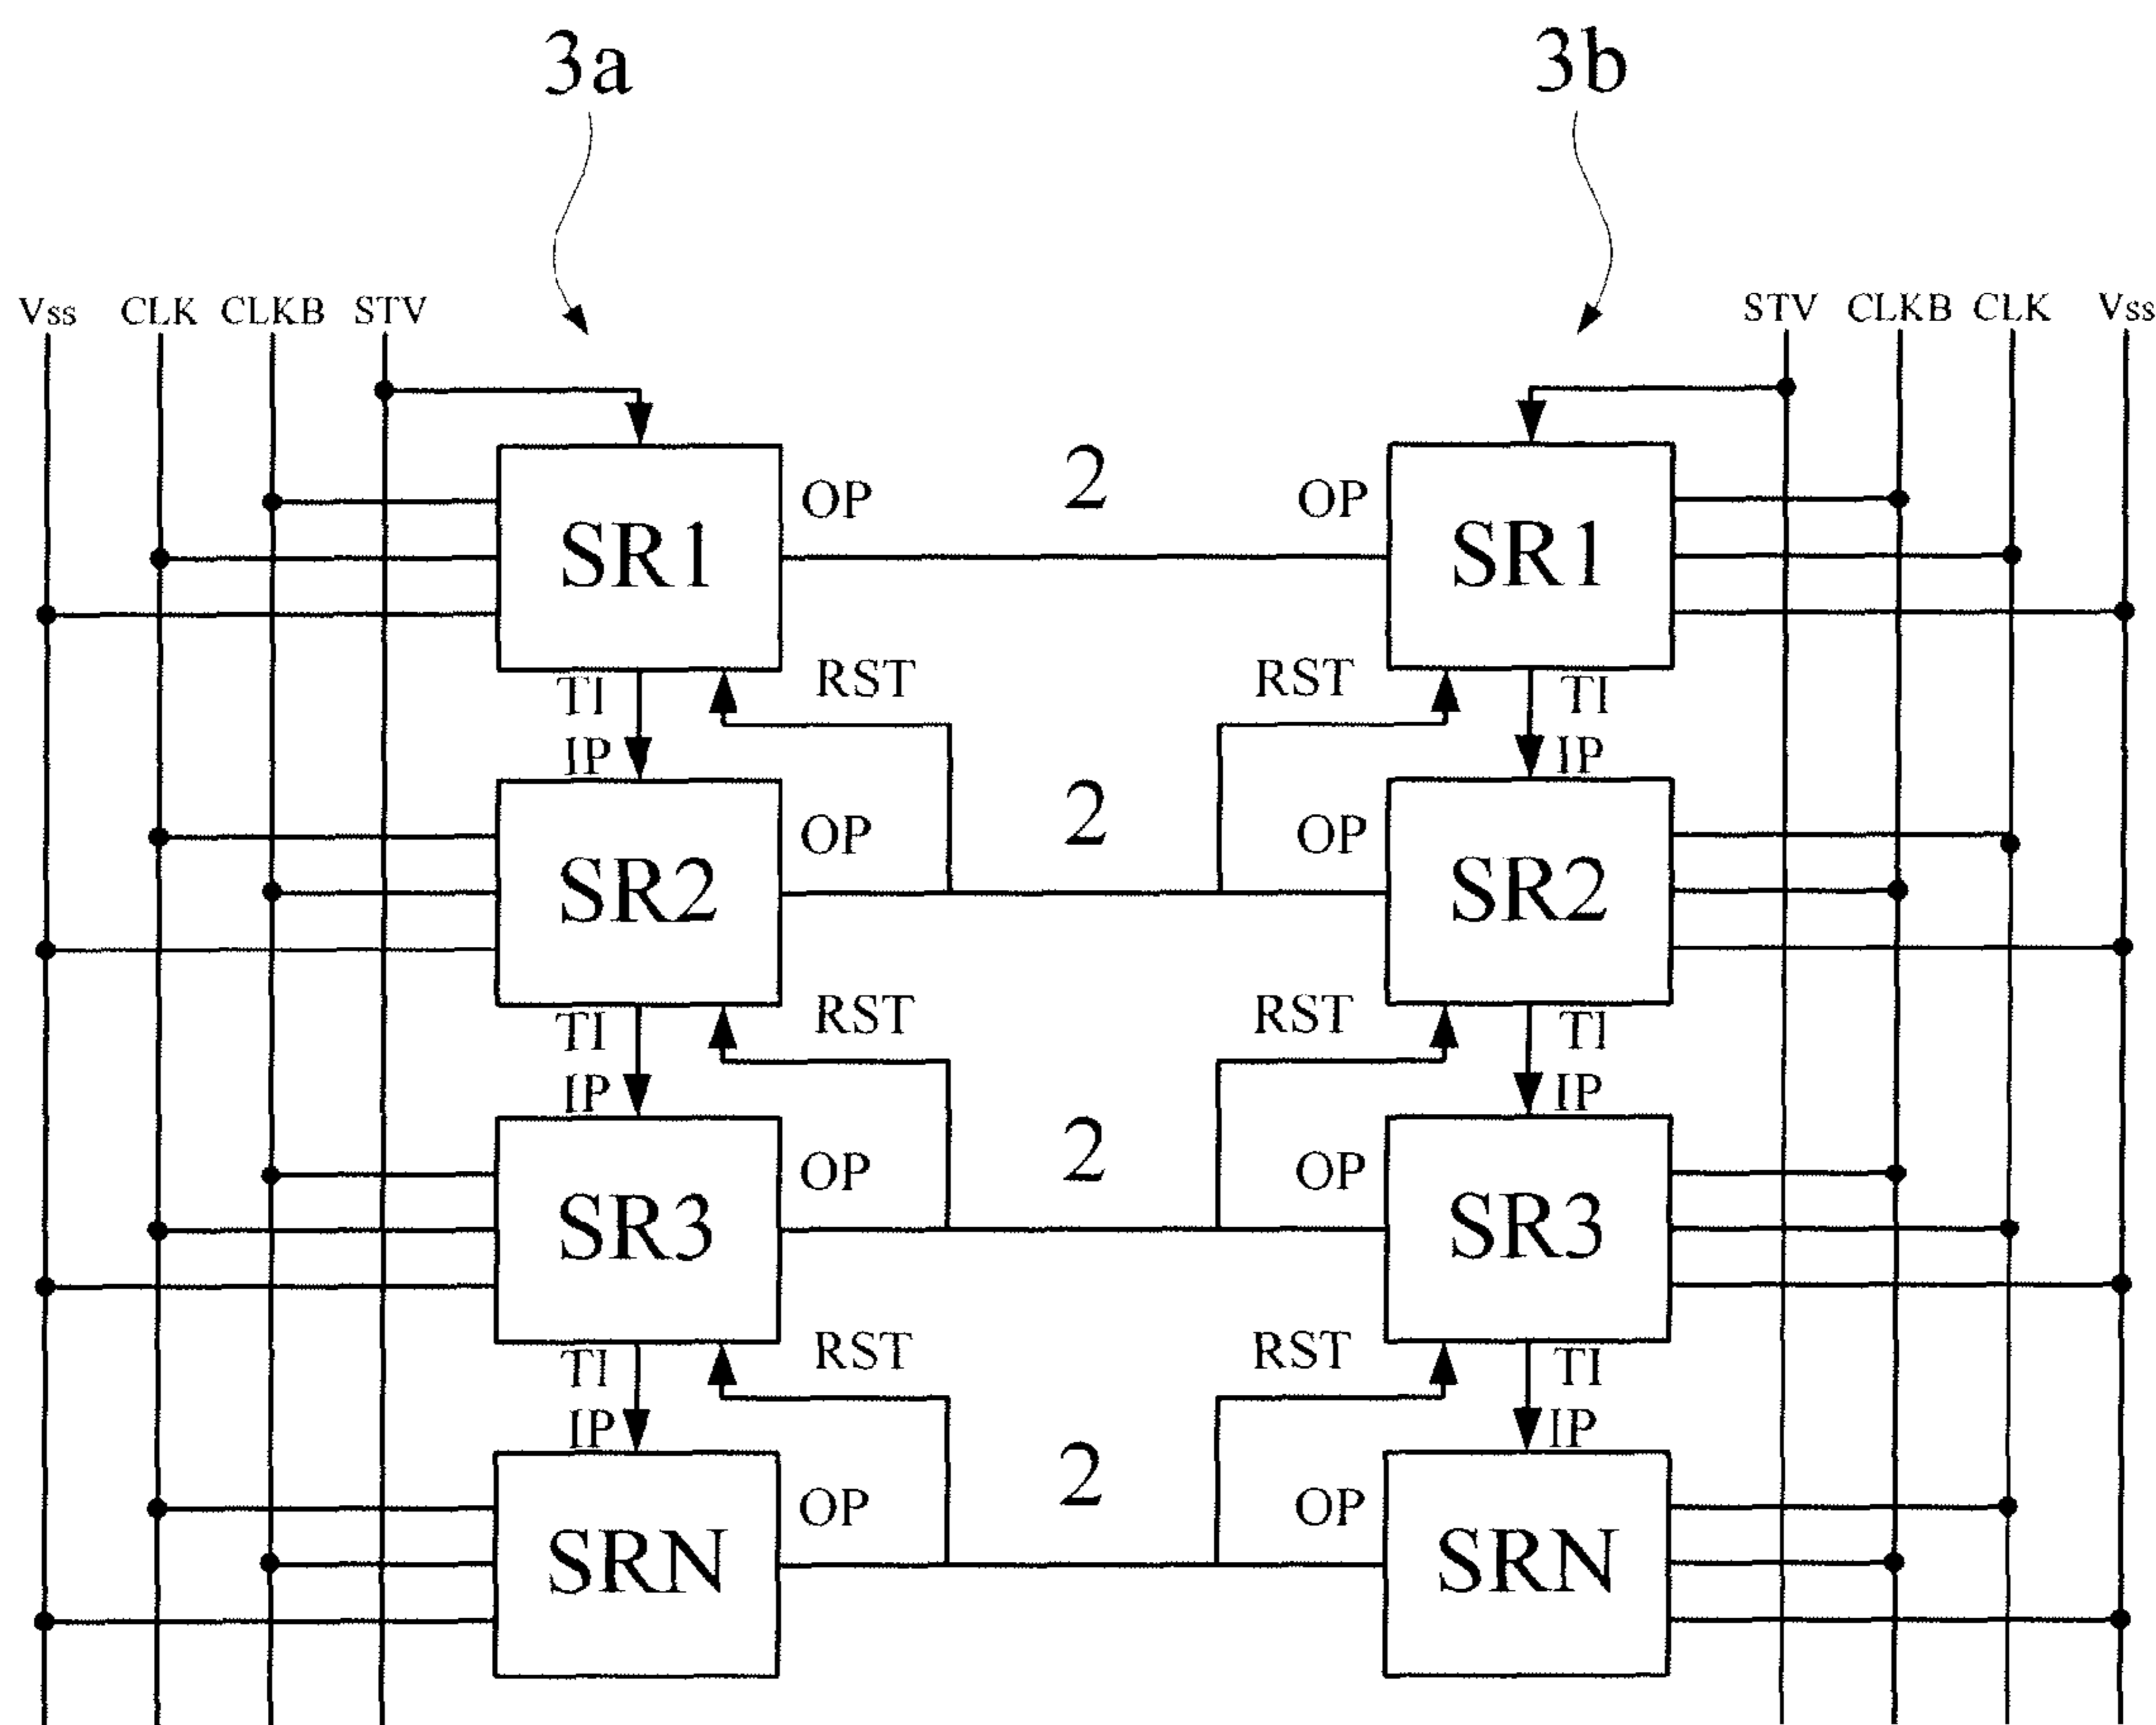 3a 3b
Vss CLK CLKB STV STV CLKB CLK Vss
OP 2 OP
SR1 SR1
RST RST
TI TI
IP IP
OP 2 OP
SR2 SR2
RST RST
TI TI
IP IP
OP 2 OP
SR3 SR3
RST RST
TI TI
IP IP
OP 2 OP
SRN SRN